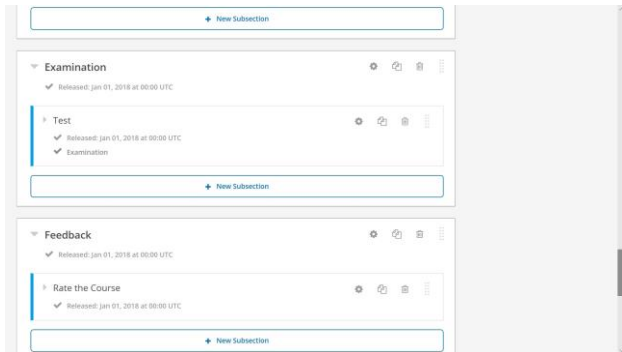 + New Subsection
Examination
Released: Jan 01, 2018 at 00:00 UTC
Test
Released: Jan 01, 2018 at 00:00 UTC
Examination
+ New Subsection
Feedback
Released: Jan 01, 2018 at 00:00 UTC
Rate the Course
Released: Jan 01, 2018 at 00:00 UTC
+ New Subsection